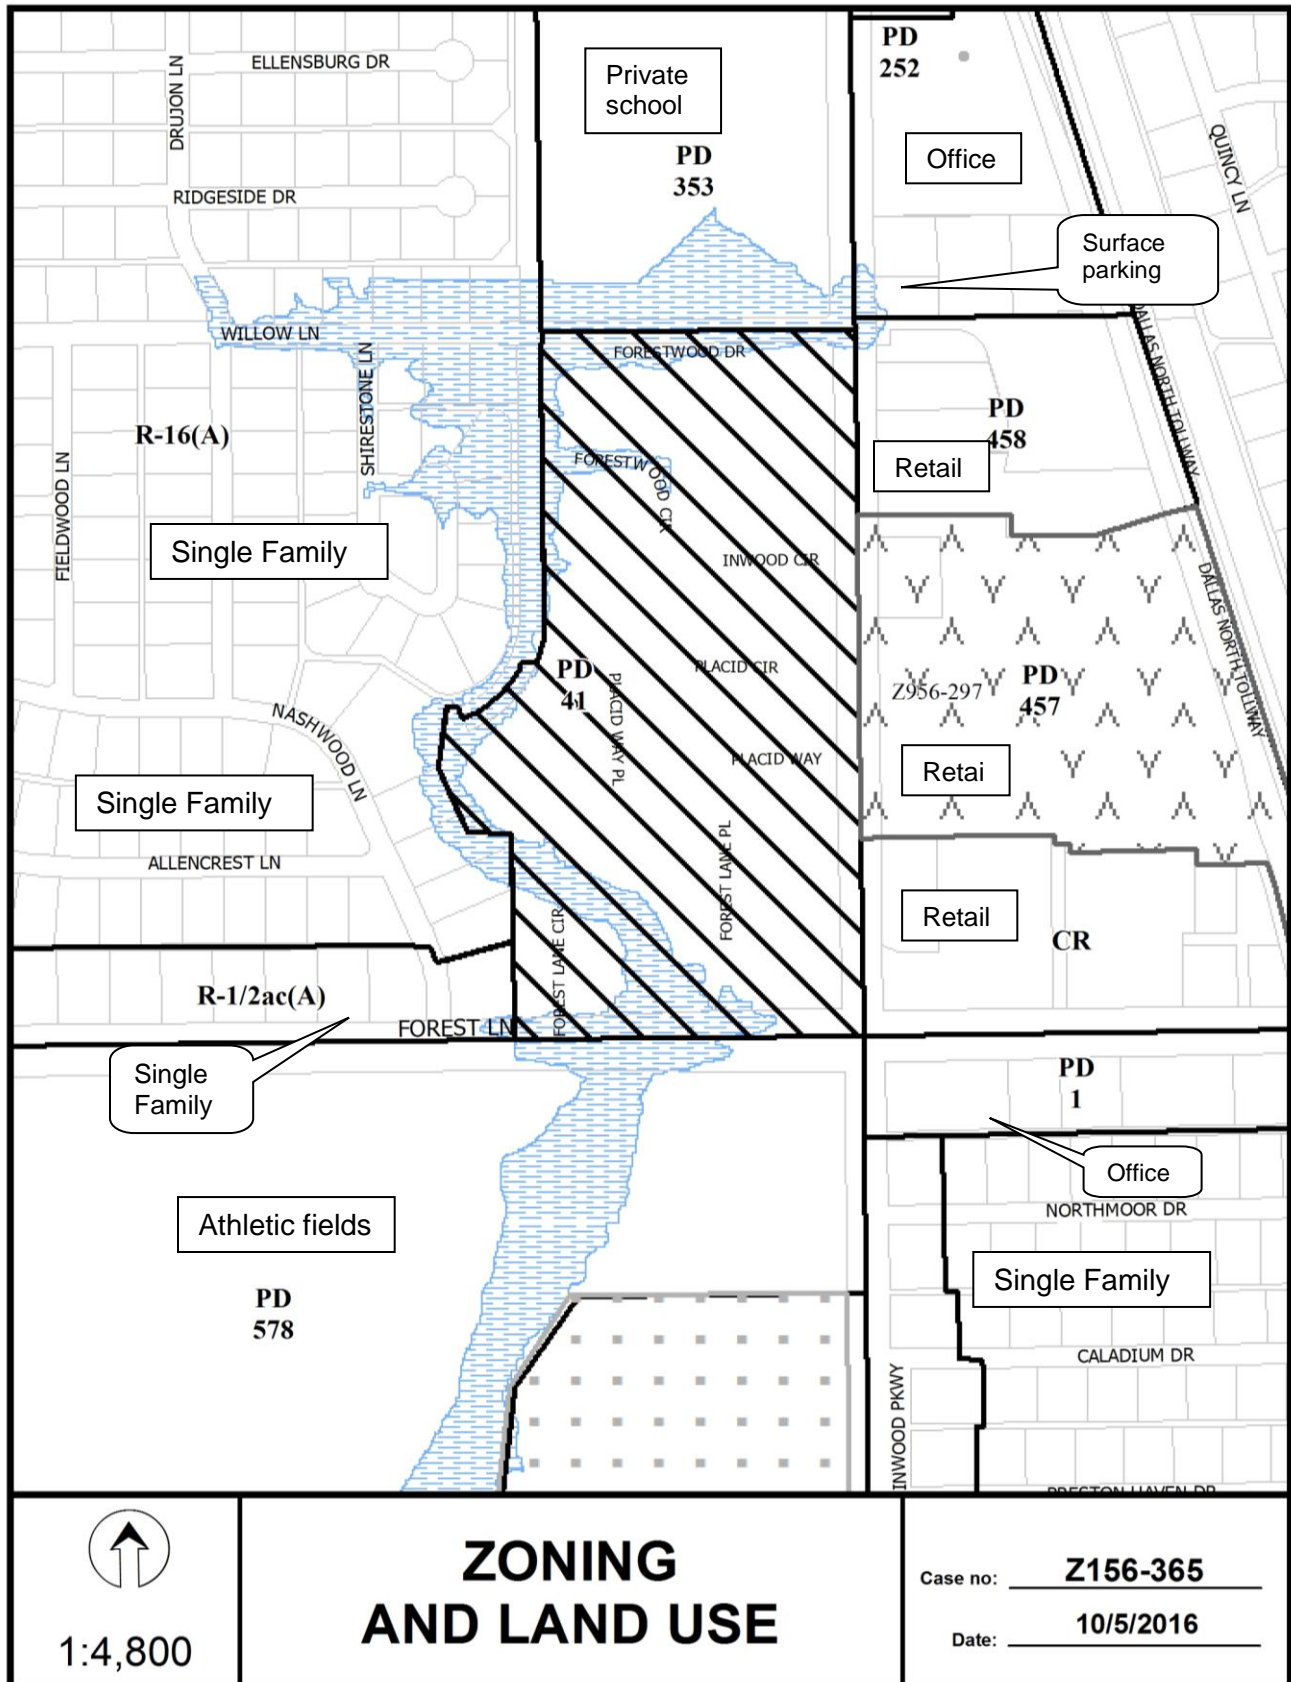 ELLENSBURG DR
DRUJON LN
RIDGESIDE DR
Private
school
PD
353
PD
252
Office
QUINCY LN
Surface
parking
WILLOW LN
SHIRESTONE LN
FORESTWOOD DR
DALLAS NORTH TOLLWAY
R-16(A)
PD
458
Retail
FIELDWOOD LN
FORESTWOOD CIR
Single Family
INWOOD CIR
DALLAS NORTH TOLLWAY
PD
41
PLACID WAY PL
PLACID CIR
Z956-297
PD
457
NASHWOOD LN
PLACID WAY
Retai
Single Family
ALLENCREST LN
FOREST LANE PL
FOREST LANE CIR
Retail
CR
R-1/2ac(A)
FOREST LN
Single
Family
PD
1
Office
NORTHMOOR DR
Athletic fields
Single Family
PD
578
CALADIUM DR
INWOOD PKWY
PRESTON HAVEN DR
1:4,800
ZONING
AND LAND USE
Case no: Z156-365
Date: 10/5/2016